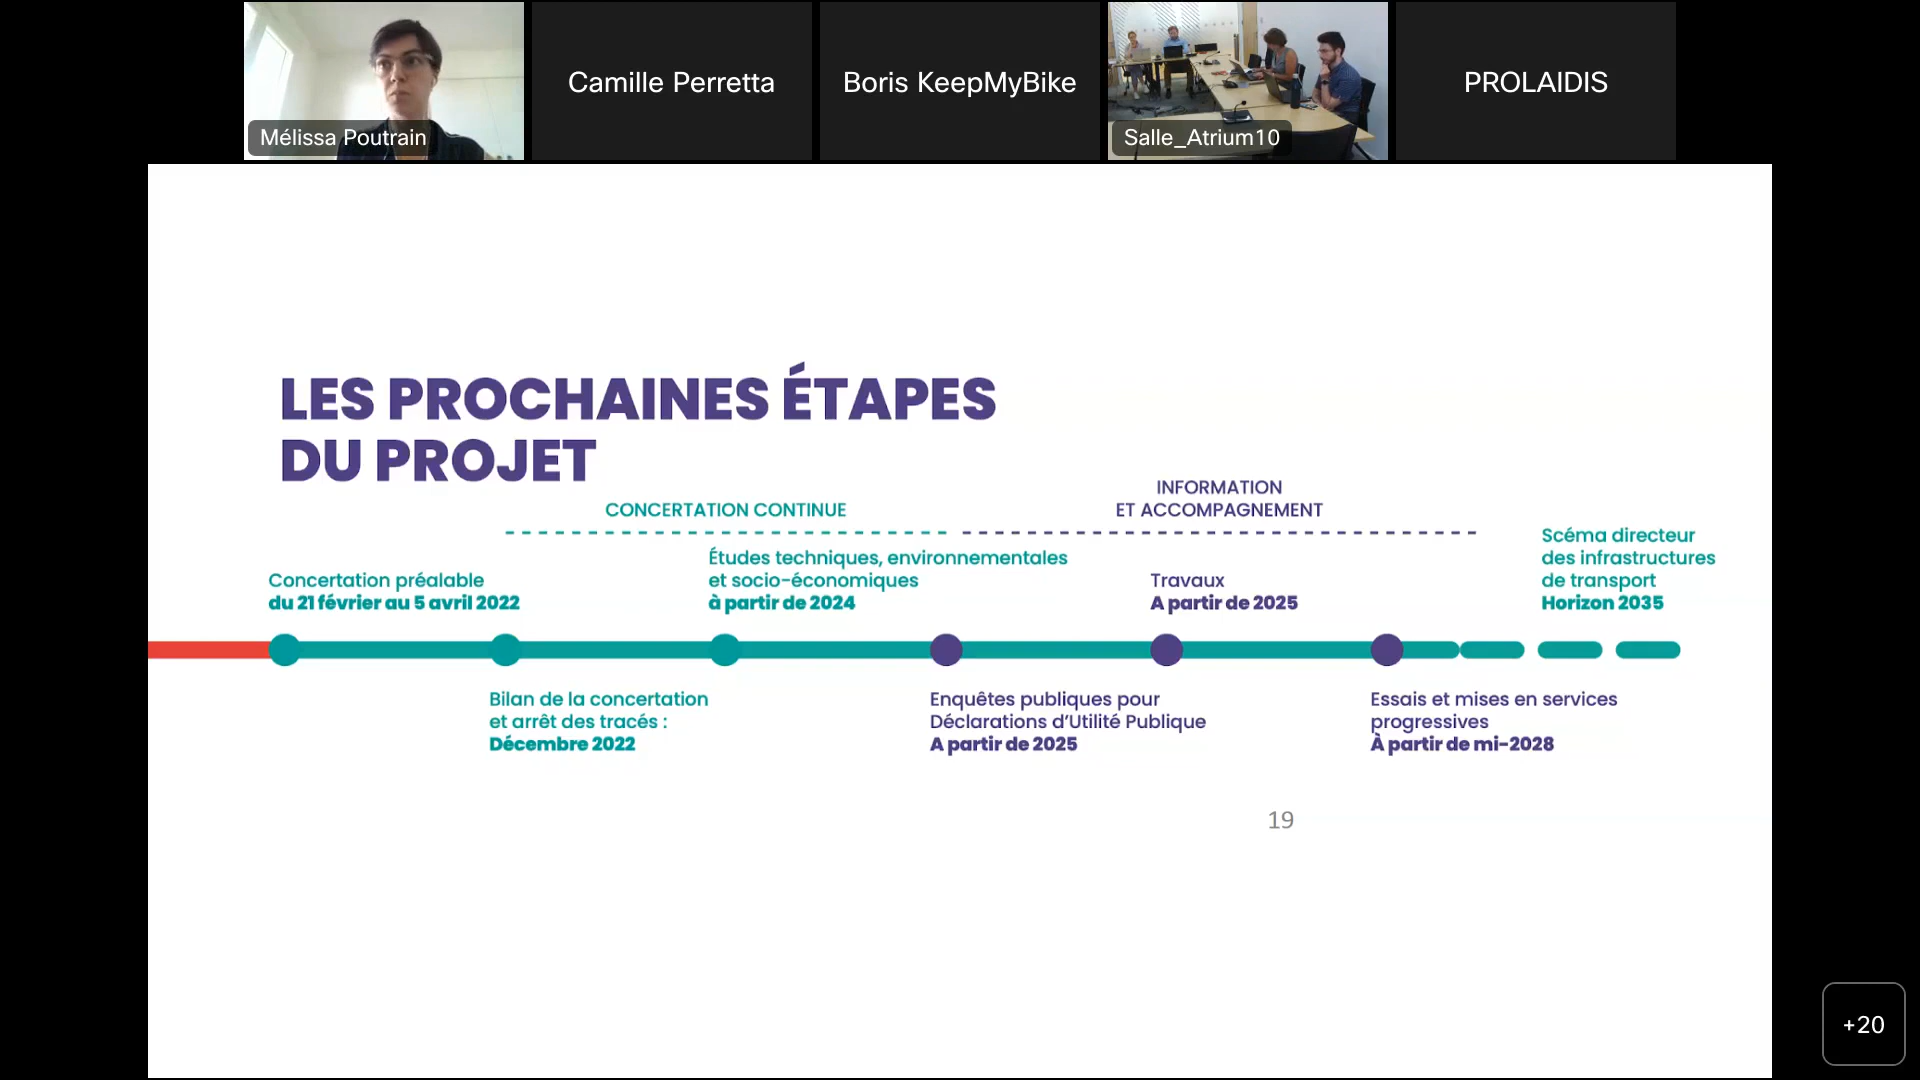 Mélissa Poutrain
Camille Perretta
Boris KeepMyBike
Salle_Atrium10
PROLAIDIS
LES PROCHAINES ÉTAPES
DU PROJET
CONCERTATION CONTINUE
INFORMATION
ET ACCOMPAGNEMENT
Concertation préalable
du 21 février au 5 avril 2022
Études techniques, environnementales
et socio-économiques
à partir de 2024
Travaux
A partir de 2025
Scéma directeur
des infrastructures
de transport
Horizon 2035
Bilan de la concertation
et arrêt des tracés :
Décembre 2022
Enquêtes publiques pour
Déclarations d'Utilité Publique
A partir de 2025
Essais et mises en services
progressives
À partir de mi-2028
19
+20